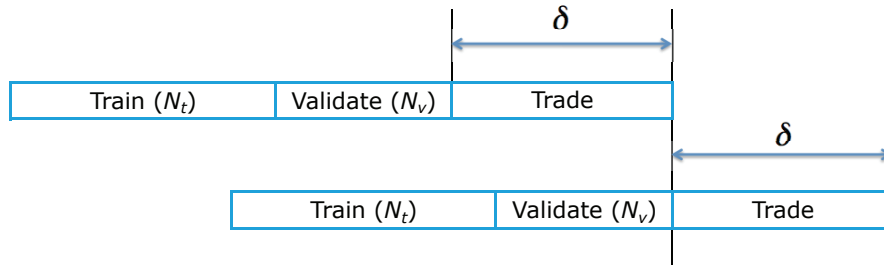 δ
Train (Nt) Validate (Nv) Trade
δ
Train (Nt) Validate (Nv) Trade